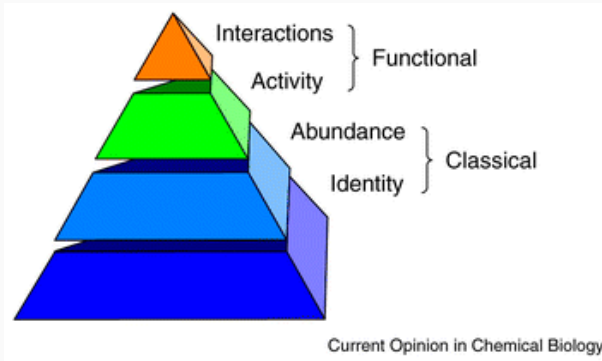 Interactions
Functional
Activity
Abundance
Classical
Identity
Current Opinion in Chemical Biology